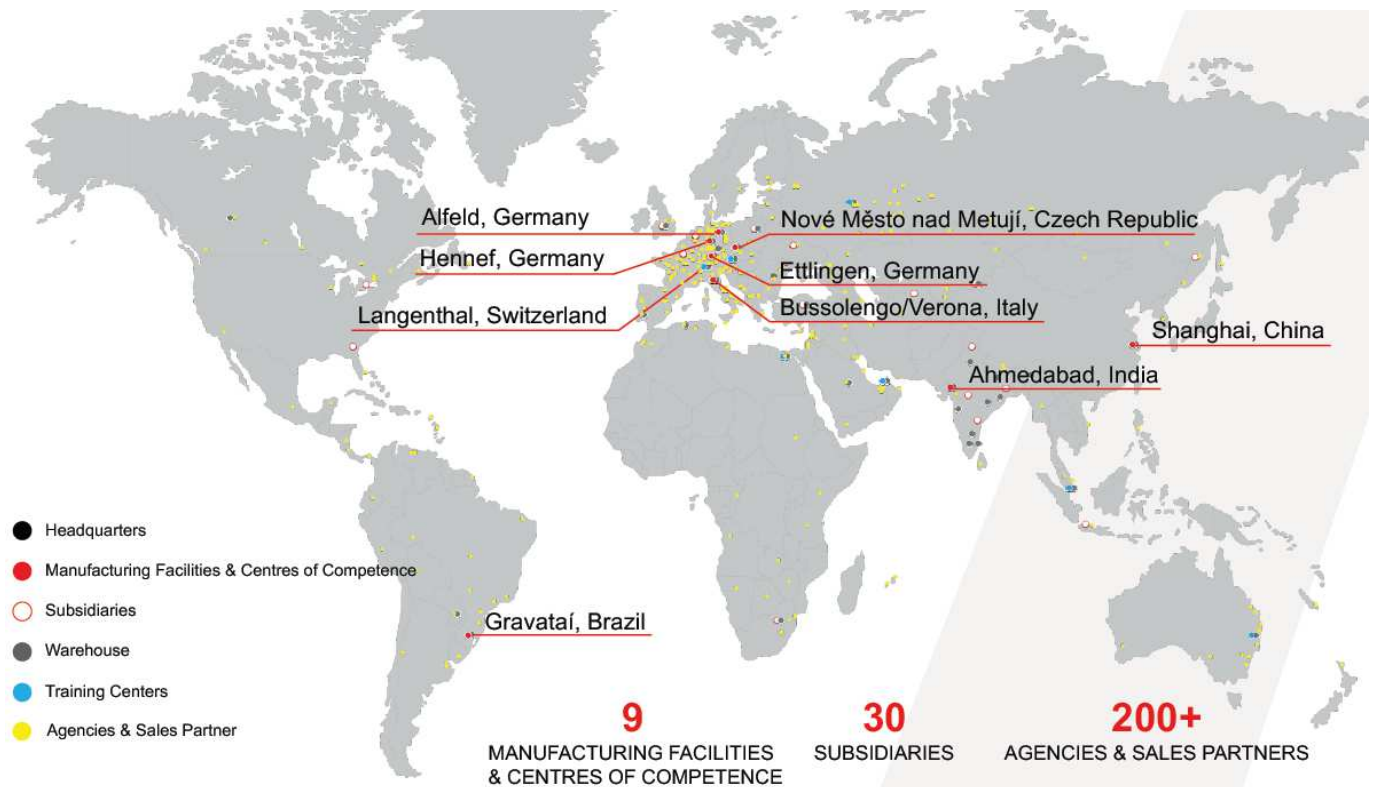 Alfeld, Germany
Nové Město nad Metují, Czech Republic
Hennef, Germany
Ettlingen, Germany
Langenthal, Switzerland
Bussolengo/Verona, Italy
Shanghai, China
Ahmedabad, India
Gravataí, Brazil
Headquarters
Manufacturing Facilities & Centres of Competence
Subsidiaries
Warehouse
Training Centers
Agencies & Sales Partner
9
MANUFACTURING FACILITIES
& CENTRES OF COMPETENCE
30
SUBSIDIARIES
200+
AGENCIES & SALES PARTNERS